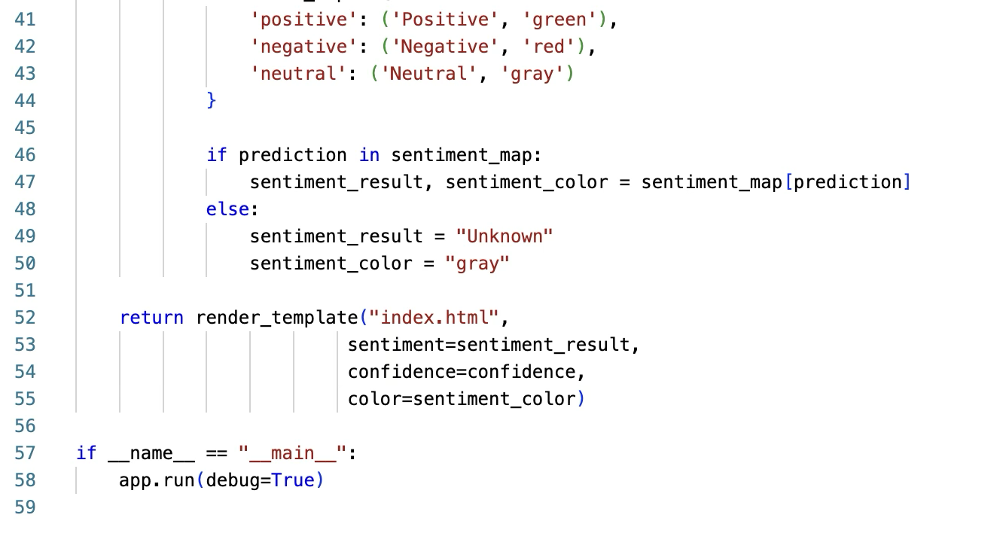 41 'positive': ('Positive', 'green'),
42 'negative': ('Negative', 'red'),
43 'neutral': ('Neutral', 'gray')
44 }
45
46 if prediction in sentiment_map:
47 sentiment_result, sentiment_color = sentiment_map[prediction]
48 else:
49 sentiment_result = "Unknown"
50 sentiment_color = "gray"
51
52 return render_template("index.html",
53 sentiment=sentiment_result,
54 confidence=confidence,
55 color=sentiment_color)
56
57 if __name__ == "__main__":
58 app.run(debug=True)
59